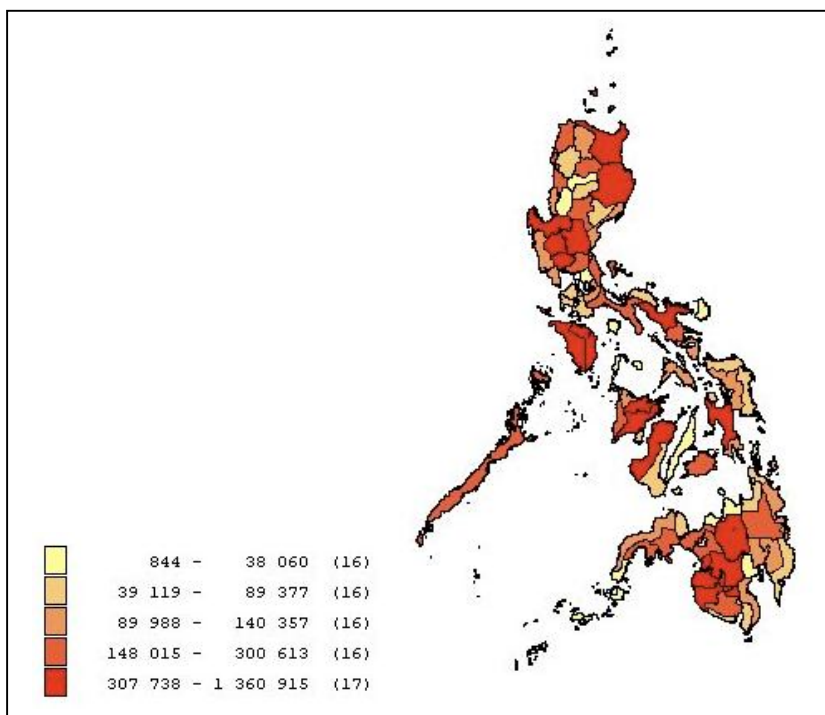 844 - 38 060 (16)
39 119 - 89 377 (16)
89 988 - 140 357 (16)
148 015 - 300 613 (16)
307 738 - 1 360 915 (17)